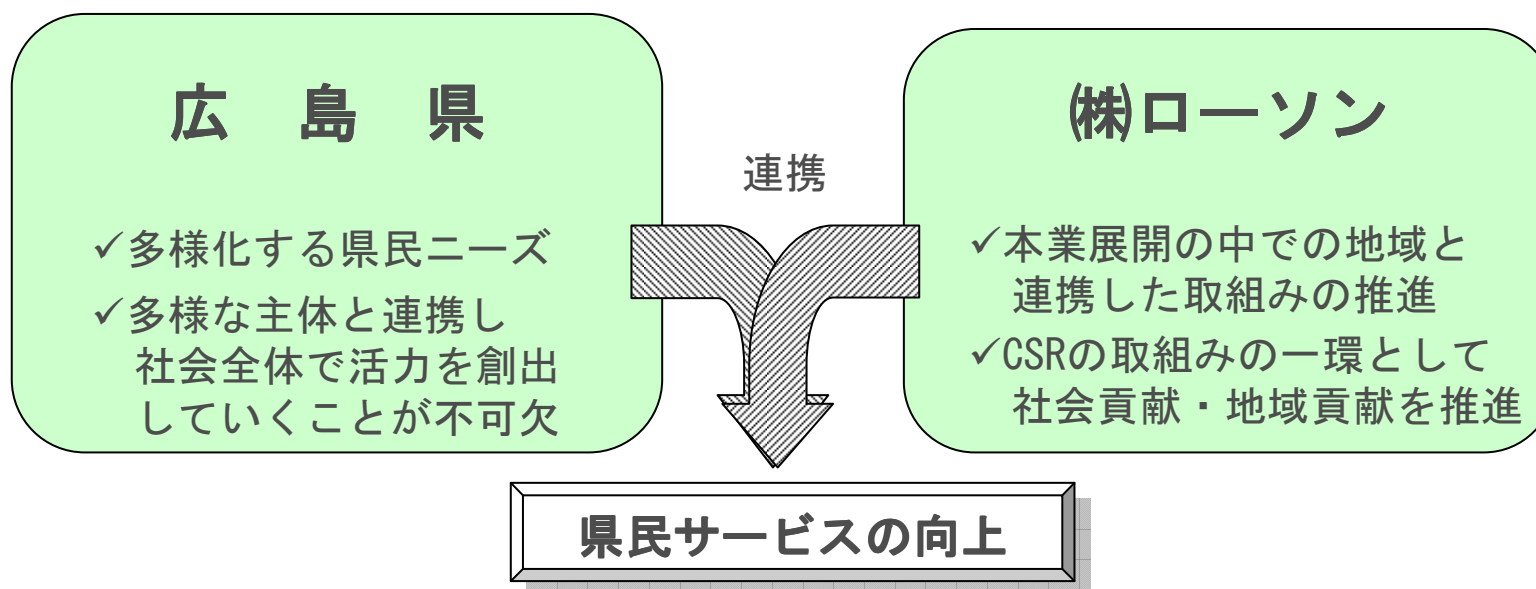 広　島　県
✓多様化する県民ニーズ
✓多様な主体と連携し
社会全体で活力を創出
していくことが不可欠
連携
㈱ローソン
✓本業展開の中での地域と
連携した取組みの推進
✓CSRの取組みの一環として
社会貢献・地域貢献を推進
県民サービスの向上